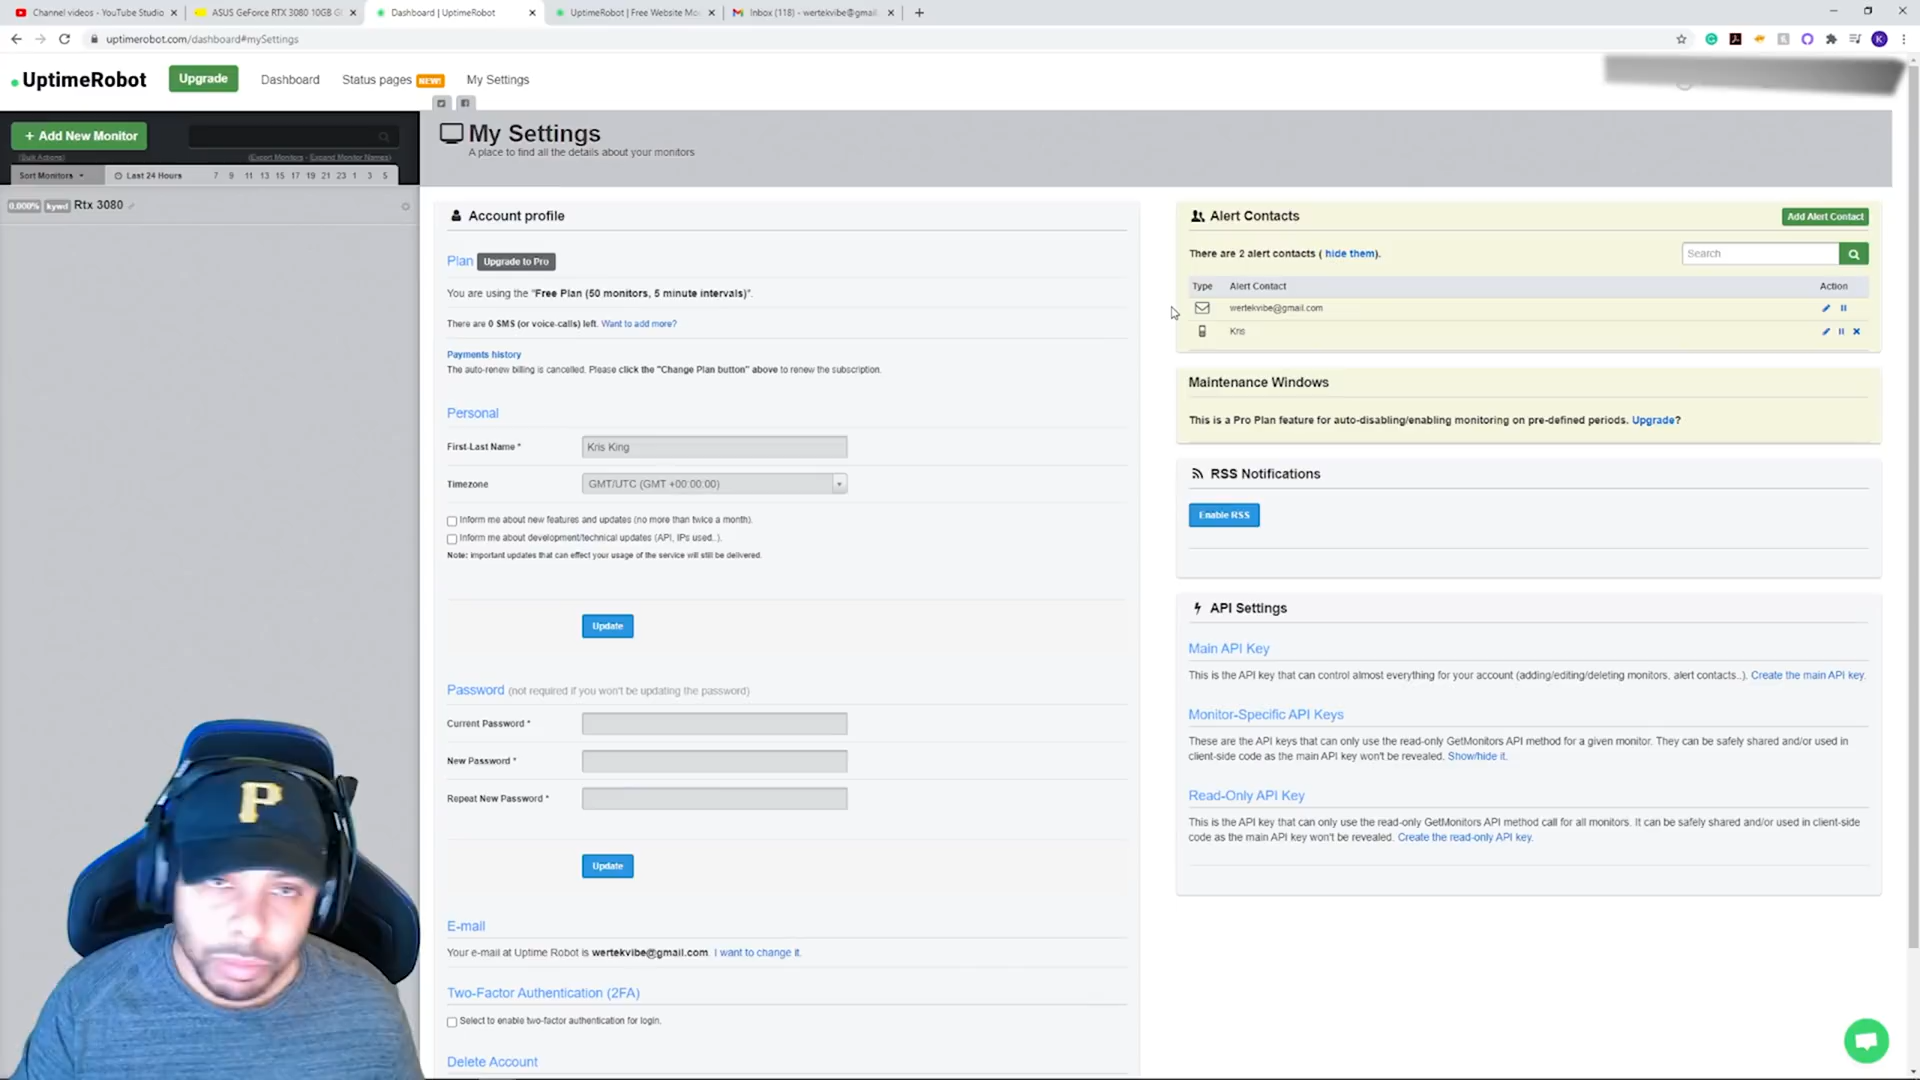 Channel videos - YouTube Studio
ASUS GeForce RTX 3080 10GB G
Dashboard | UptimeRobot
UptimeRobot | Free Website Mo
Inbox (118) - wertekvibe@gmail.
uptimerobot.com/dashboard#mySettings
UptimeRobot
Upgrade
Dashboard
Status pages NEW!
My Settings
+ Add New Monitor
(Bulk Actions)
(Export Monitors - Expand Monitor Names)
Sort Monitors
Last 24 Hours
7 9 11 13 15 17 19 21 23 1 3 5
0.000% kywd Rtx 3080
My Settings
A place to find all the details about your monitors
Account profile
Plan Upgrade to Pro
You are using the "Free Plan (50 monitors, 5 minute intervals)".
There are 0 SMS (or voice-calls) left. Want to add more?
Payments history
The auto-renew billing is cancelled. Please click the "Change Plan button" above to renew the subscription.
Personal
First-Last Name * Kris King
Timezone GMT/UTC (GMT +00:00:00)
Inform me about new features and updates (no more than twice a month).
Inform me about development/technical updates (API, IPs used..).
Note: important updates that can effect your usage of the service will still be delivered.
Update
Password (not required if you won't be updating the password)
Current Password *
New Password *
Repeat New Password *
Update
E-mail
Your e-mail at Uptime Robot is wertekvibe@gmail.com. I want to change it.
Two-Factor Authentication (2FA)
Select to enable two-factor authentication for login.
Delete Account
Alert Contacts
Add Alert Contact
There are 2 alert contacts ( hide them).
Search
Type Alert Contact Action
wertekvibe@gmail.com
Kris
Maintenance Windows
This is a Pro Plan feature for auto-disabling/enabling monitoring on pre-defined periods. Upgrade?
RSS Notifications
Enable RSS
API Settings
Main API Key
This is the API key that can control almost everything for your account (adding/editing/deleting monitors, alert contacts..). Create the main API key.
Monitor-Specific API Keys
These are the API keys that can only use the read-only GetMonitors API method for a given monitor. They can be safely shared and/or used in
client-side code as the main API key won't be revealed. Show/hide it.
Read-Only API Key
This is the API key that can only use the read-only GetMonitors API method call for all monitors. It can be safely shared and/or used in client-side
code as the main API key won't be revealed. Create the read-only API key.
P
K